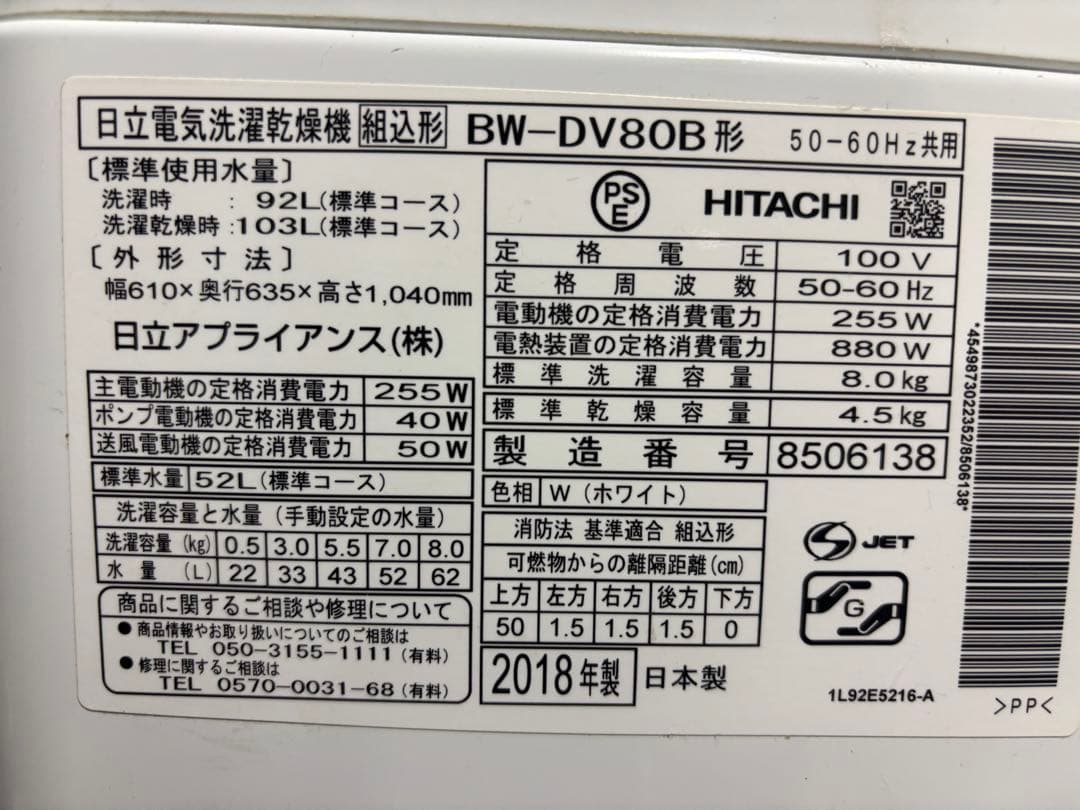 日立電気洗濯乾燥機 組込形 BW-DV80B形 50-60Hz共用
〔標準使用水量〕
洗濯時 : 92L(標準コース)
洗濯乾燥時:103L(標準コース)
〔外形寸法〕
幅610×奥行635×高さ1,040mm
日立アプライアンス(株)
主電動機の定格消費電力 255W
ポンプ電動機の定格消費電力 40W
送風電動機の定格消費電力 50W
標準水量 52L(標準コース)
洗濯容量と水量(手動設定の水量)
洗濯容量(kg) 0.5 3.0 5.5 7.0 8.0
水量(L) 22 33 43 52 62
商品に関するご相談や修理について
●商品情報やお取り扱いについてのご相談は
TEL 050-3155-1111(有料)
●修理に関するご相談は
TEL 0570-0031-68(有料)
PSE HITACHI
定格電圧 100V
定格周波数 50-60Hz
電動機の定格消費電力 255W
電熱装置の定格消費電力 880W
標準洗濯容量 8.0kg
標準乾燥容量 4.5kg
製造番号 8506138
色相 W(ホワイト)
消防法 基準適合 組込形
可燃物からの離隔距離(cm)
上方 左方 右方 後方 下方
50 1.5 1.5 1.5 0
2018年製 日本製
S JET
G
1L92E5216-A
*4549873022352/8506138*
>PP<